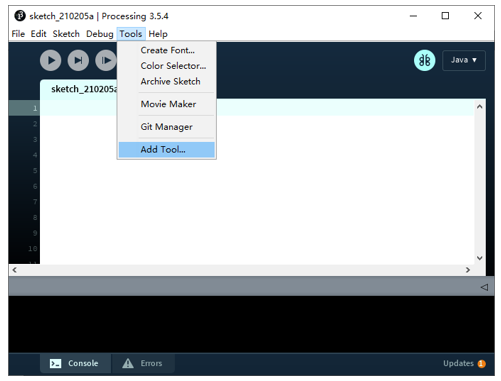 sketch_210205a | Processing 3.5.4
File Edit Sketch Debug Tools Help
Create Font...
Color Selector...
Archive Sketch
Movie Maker
Git Manager
Add Tool...
Java ▾
sketch_210205a
1
2
3
4
5
6
7
8
9
10
Console
Errors
Updates 1